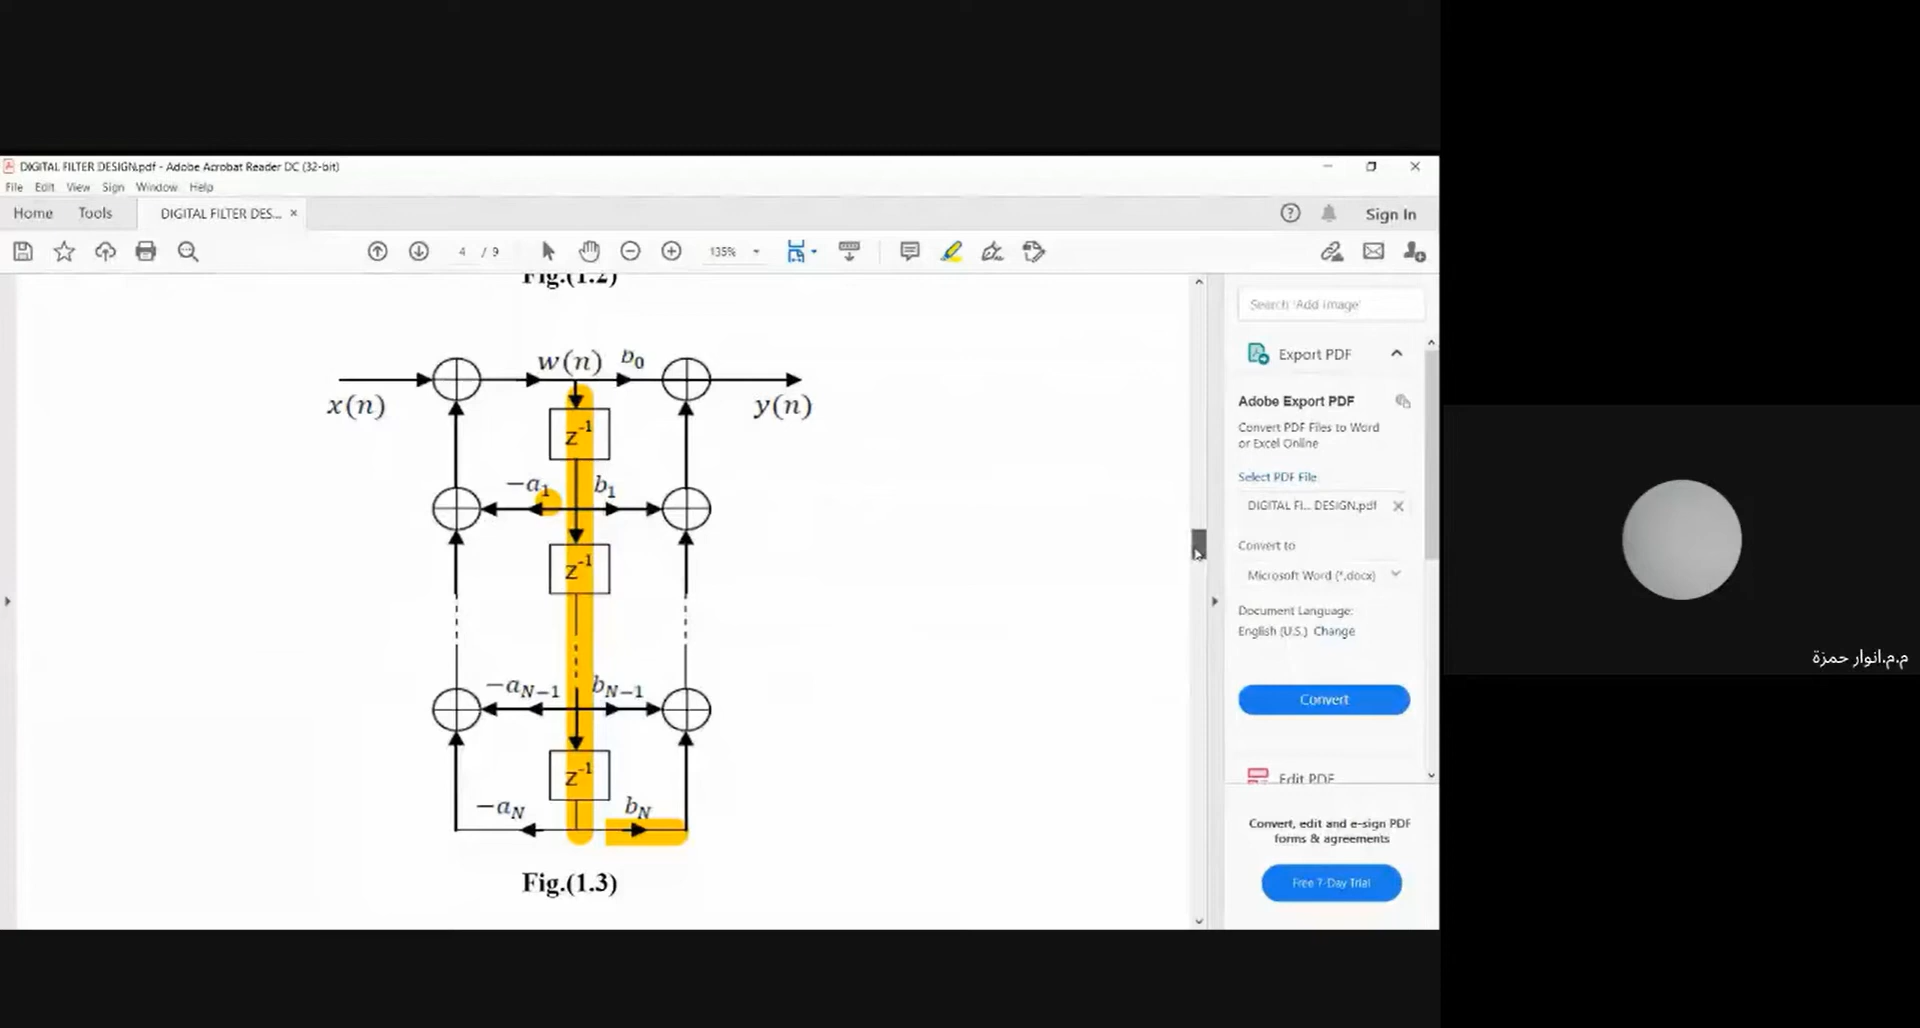 DIGITAL FILTER DESIGN.pdf - Adobe Acrobat Reader DC (32-bit)
File Edit View Sign Window Help
Home Tools DIGITAL FILTER DES... × Sign In
4 / 9 135%
Fig.(1.2)
Search 'Add Image'
w(n) b₀
x(n) y(n)
z⁻¹
−a₁ b₁
z⁻¹
−a_{N−1} b_{N−1}
z⁻¹
−a_N b_N
Fig.(1.3)
Export PDF
Adobe Export PDF
Convert PDF Files to Word
or Excel Online
Select PDF File
DIGITAL FI... DESIGN.pdf ×
Convert to
Microsoft Word (*.docx)
Document Language:
English (U.S.) Change
Convert
Edit PDF
Convert, edit and e-sign PDF
forms & agreements
Free 7-Day Trial
م.م.انوار حمزة